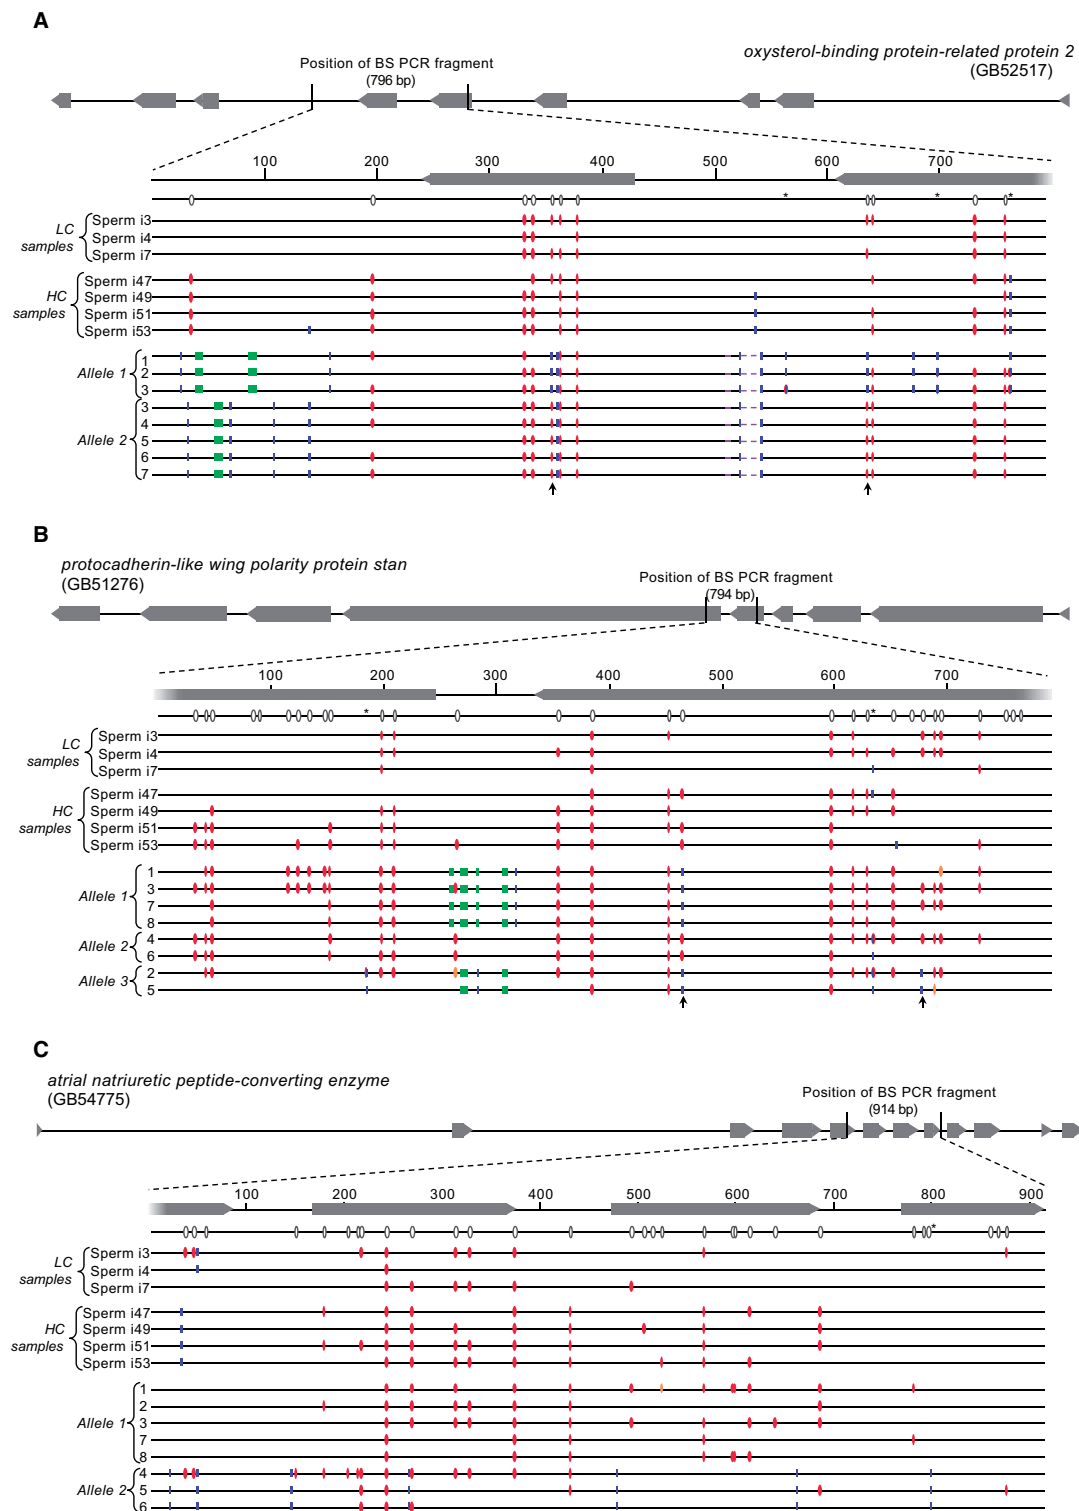 A
oxysterol-binding protein-related protein 2
(GB52517)
Position of BS PCR fragment
(796 bp)
100 200 300 400 500 600 700
* * *
LC samples
Sperm i3
Sperm i4
Sperm i7
HC samples
Sperm i47
Sperm i49
Sperm i51
Sperm i53
Allele 1
1
2
3
Allele 2
3
4
5
6
7
B
protocadherin-like wing polarity protein stan
(GB51276)
Position of BS PCR fragment
(794 bp)
100 200 300 400 500 600 700
* *
LC samples
Sperm i3
Sperm i4
Sperm i7
HC samples
Sperm i47
Sperm i49
Sperm i51
Sperm i53
Allele 1
1
3
7
8
Allele 2
4
6
Allele 3
2
5
C
atrial natriuretic peptide-converting enzyme
(GB54775)
Position of BS PCR fragment
(914 bp)
100 200 300 400 500 600 700 800 900
*
LC samples
Sperm i3
Sperm i4
Sperm i7
HC samples
Sperm i47
Sperm i49
Sperm i51
Sperm i53
Allele 1
1
2
3
7
8
Allele 2
4
5
6